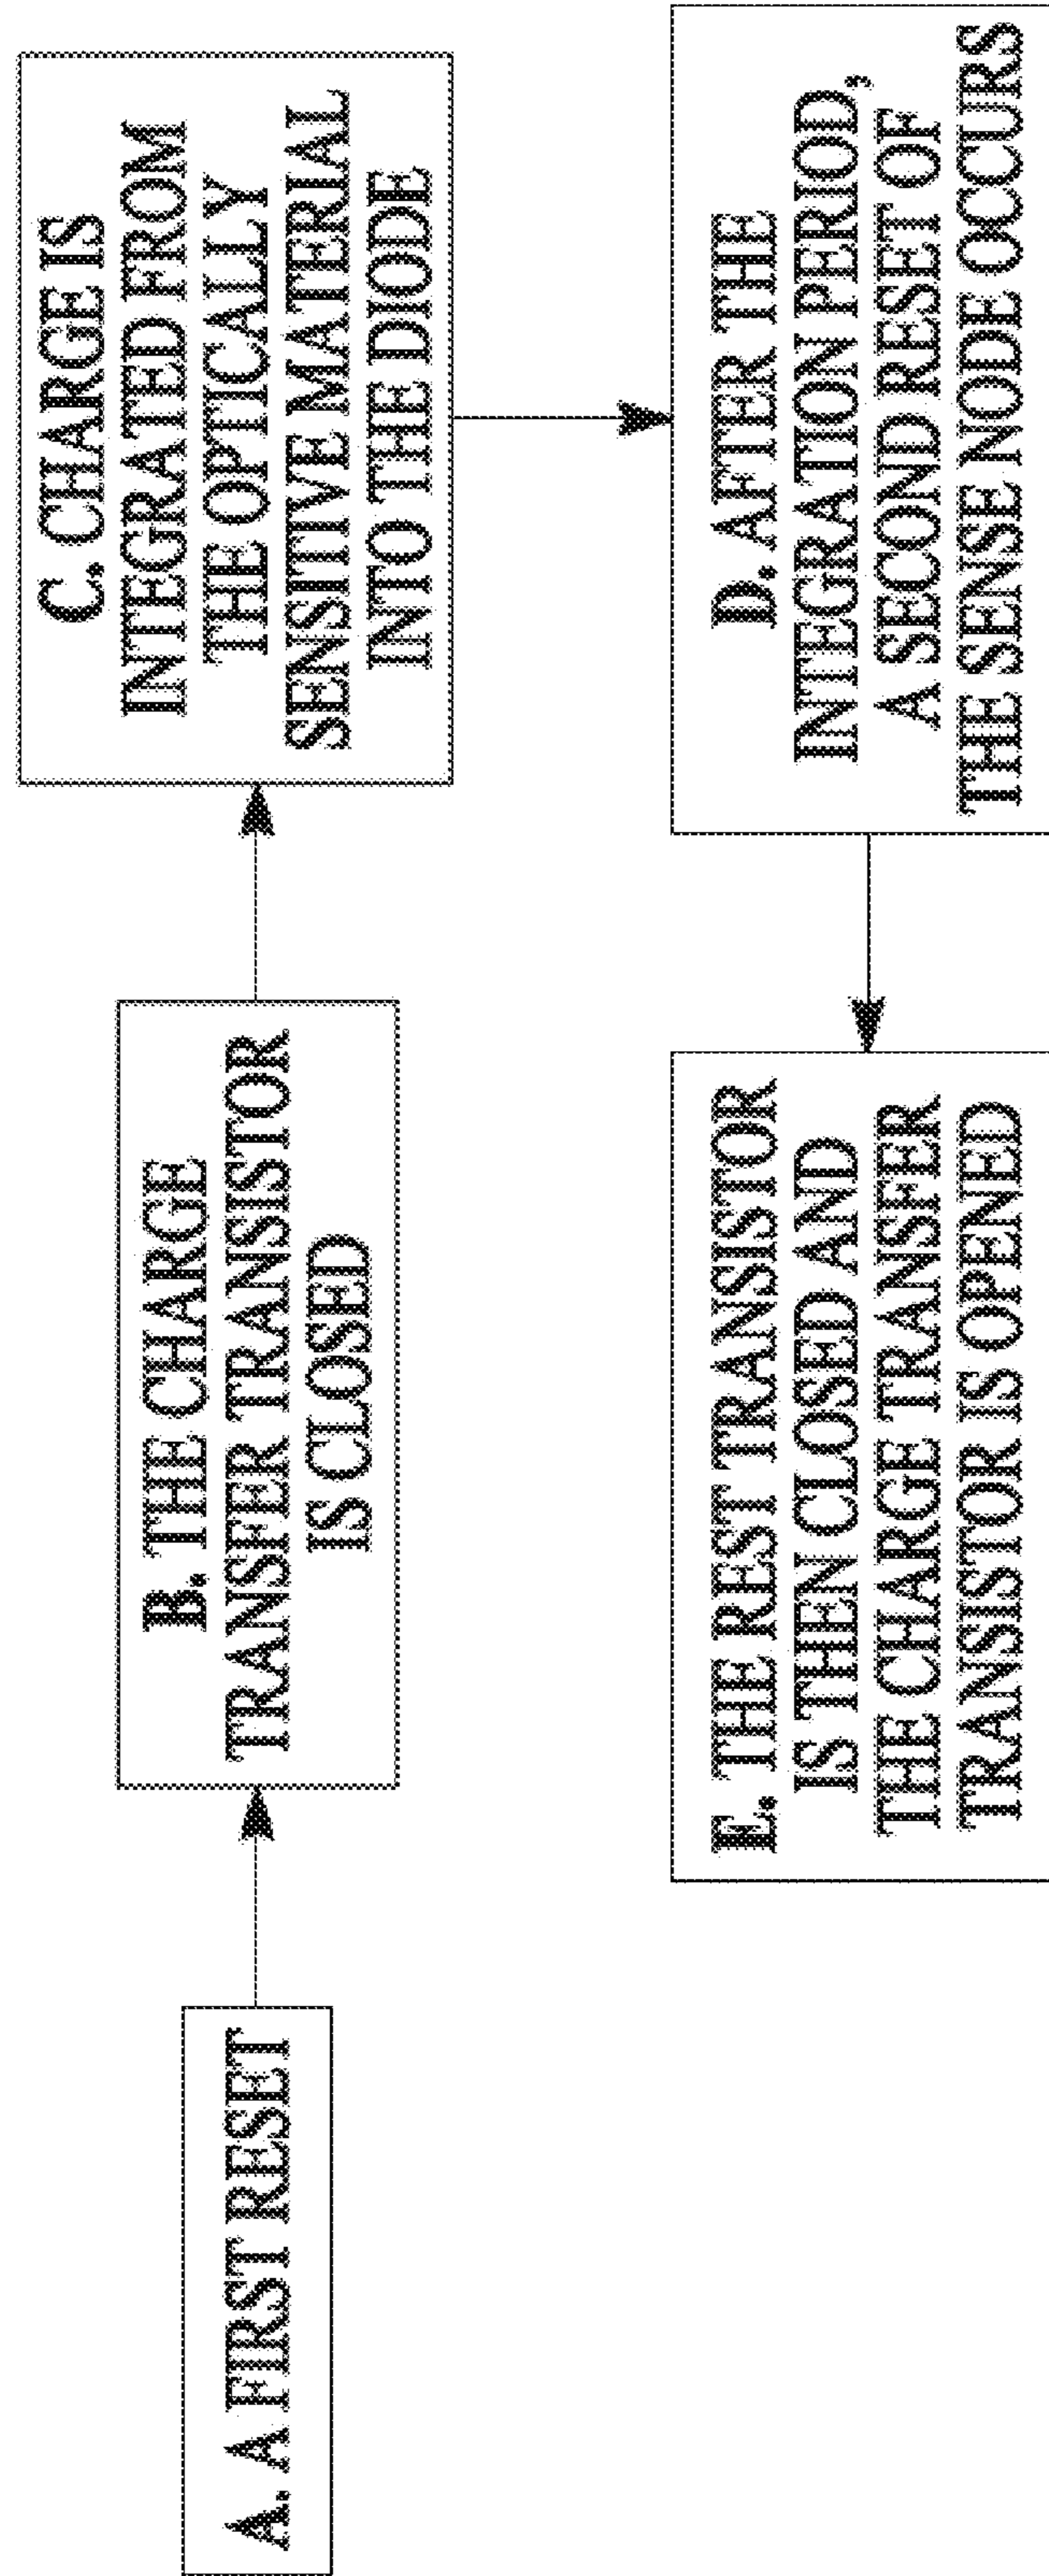 A. A FIRST RESET
B. THE CHARGE
TRANSFER TRANSISTOR
IS CLOSED
C. CHARGE IS
INTEGRATED FROM
THE OPTICALLY
SENSITIVE MATERIAL
INTO THE DIODE
D. AFTER THE
INTEGRATION PERIOD,
A SECOND RESET OF
THE SENSE NODE OCCURS
E. THE REST TRANSISTOR
IS THEN CLOSED AND
THE CHARGE TRANSFER
TRANSISTOR IS OPENED